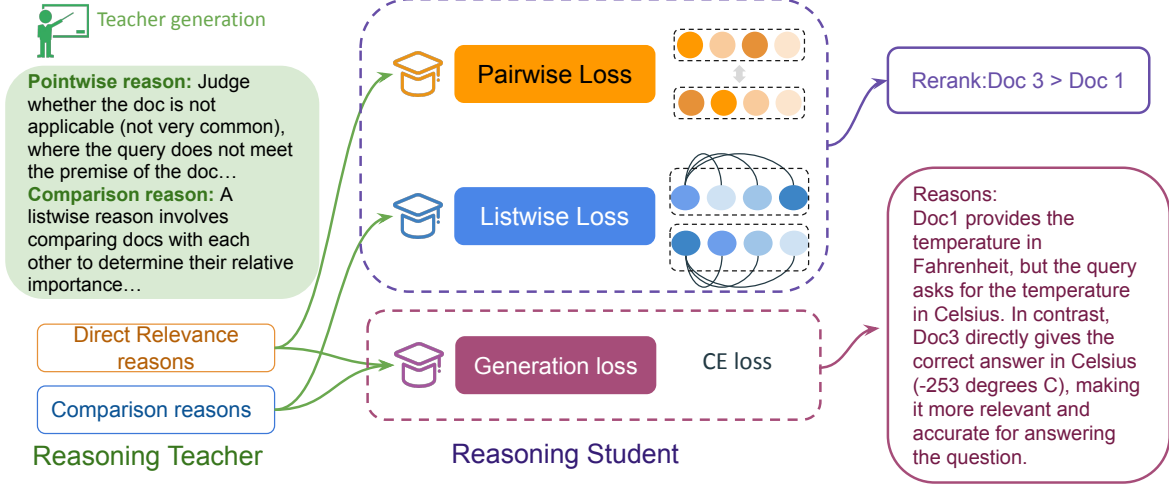 Teacher generation
Pointwise reason: Judge
whether the doc is not
applicable (not very common),
where the query does not meet
the premise of the doc…
Comparison reason: A
listwise reason involves
comparing docs with each
other to determine their relative
importance…
Direct Relevance
reasons
Comparison reasons
Reasoning Teacher
Pairwise Loss
Listwise Loss
Generation loss
CE loss
Reasoning Student
Rerank:Doc 3 > Doc 1
Reasons:
Doc1 provides the
temperature in
Fahrenheit, but the query
asks for the temperature
in Celsius. In contrast,
Doc3 directly gives the
correct answer in Celsius
(-253 degrees C), making
it more relevant and
accurate for answering
the question.